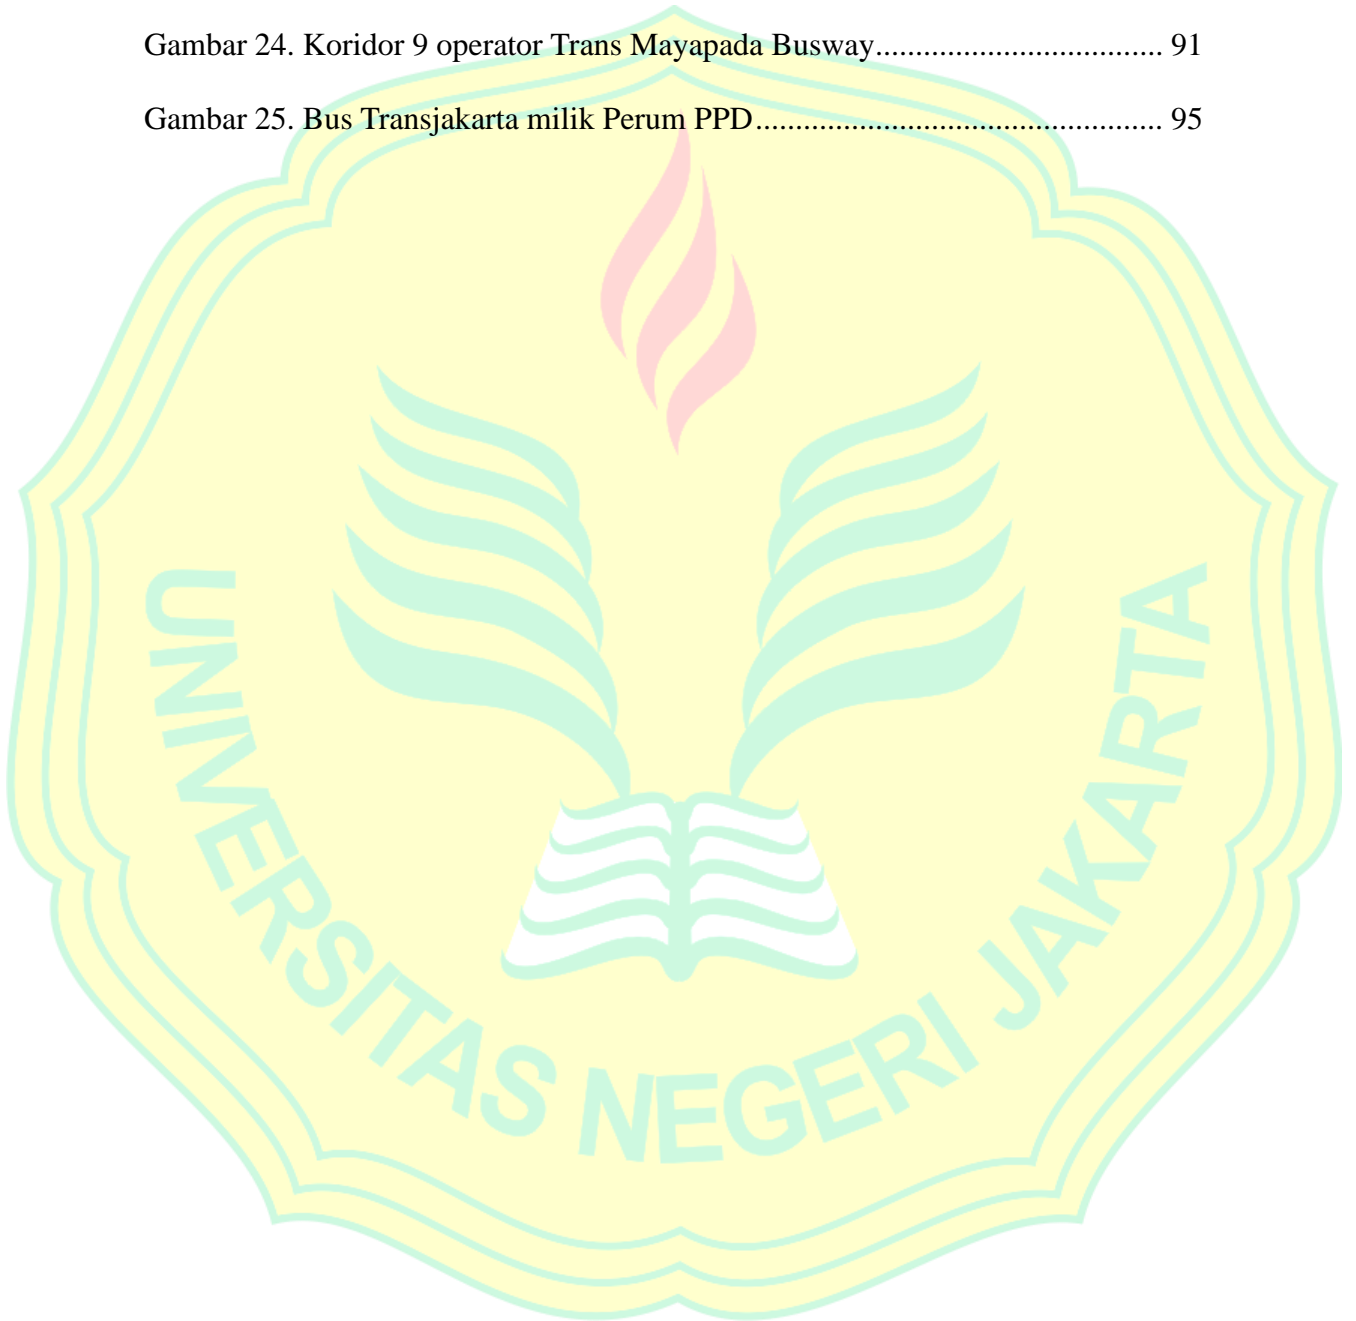 Gambar 24. Koridor 9 operator Trans Mayapada Busway.................................... 91
Gambar 25. Bus Transjakarta milik Perum PPD................................................... 95
UNIVERSITAS NEGERI JAKARTA